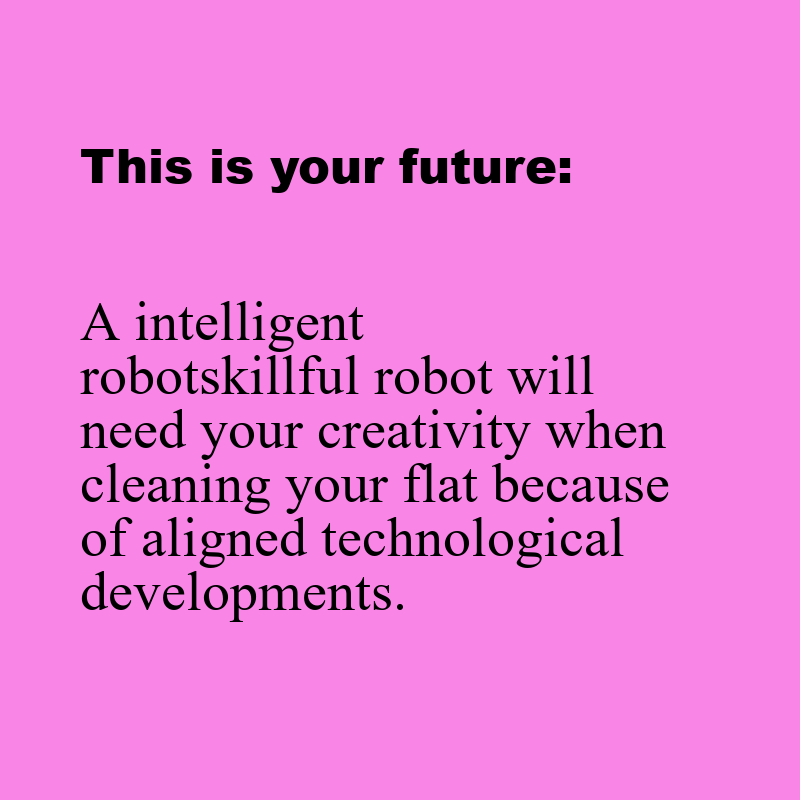 This is your future:
A intelligent
robotskillful robot will
need your creativity when
cleaning your flat because
of aligned technological
developments.